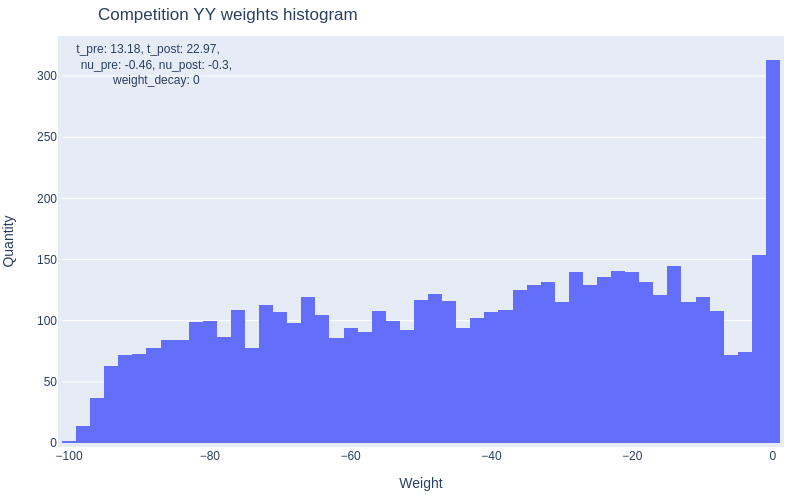 Competition YY weights histogram
t_pre: 13.18, t_post: 22.97,
nu_pre: -0.46, nu_post: -0.3,
weight_decay: 0
300
250
200
150
100
50
0
Quantity
−100
−80
−60
−40
−20
0
Weight